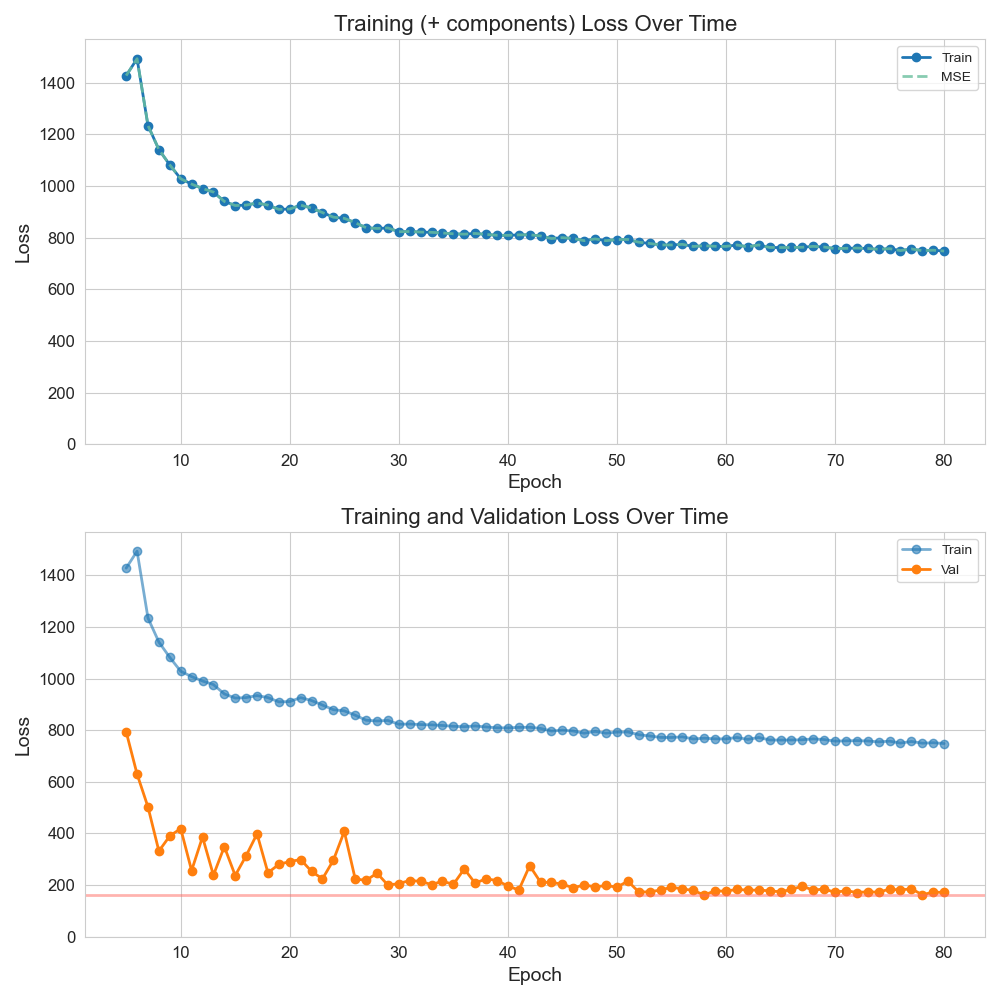 Training (+ components) Loss Over Time
Train
MSE
1400
1200
1000
800
600
400
200
0
Loss
10 20 30 40 50 60 70 80
Epoch
Training and Validation Loss Over Time
Train
Val
1400
1200
1000
800
600
400
200
0
Loss
10 20 30 40 50 60 70 80
Epoch